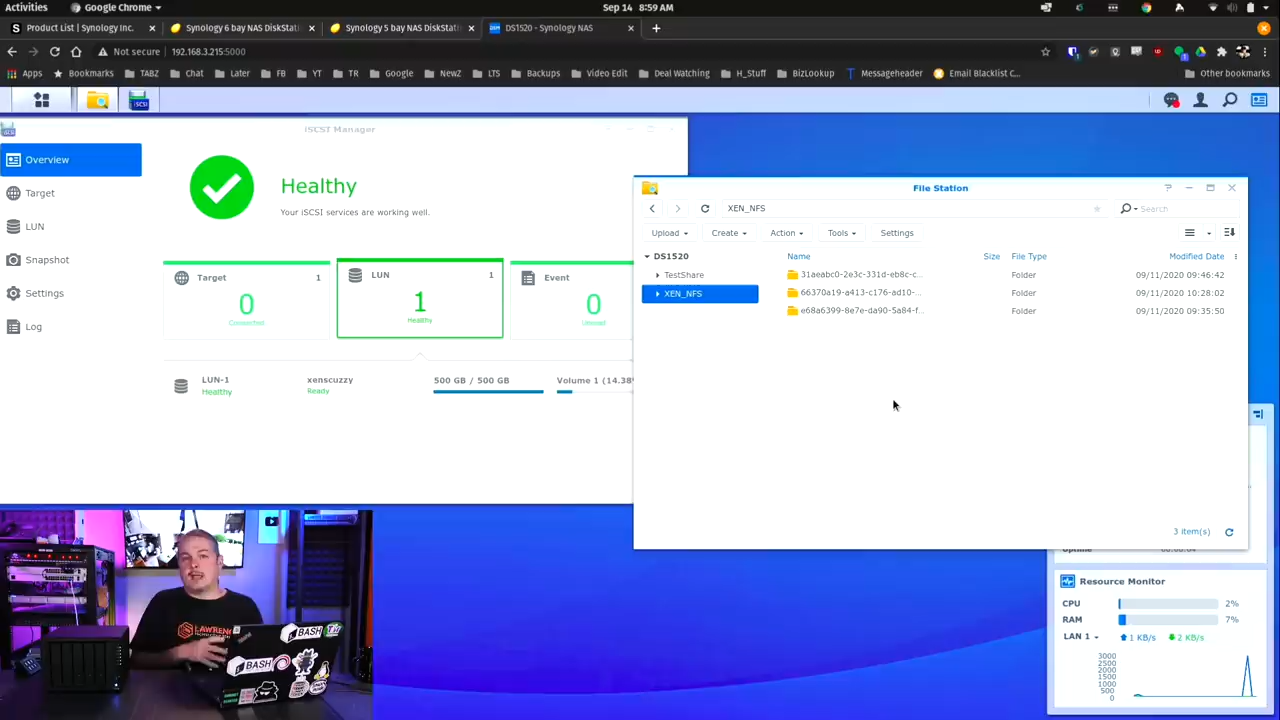 Activities
Google Chrome
Sep 14 8:59 AM
Product List | Synology Inc.
Synology 6 bay NAS DiskStati
Synology 5 bay NAS DiskStati
DS1520 - Synology NAS
Not secure | 192.168.3.215:5000
Apps
Bookmarks
TABZ
Chat
Later
FB
YT
TR
Google
NewZ
LTS
Backups
Video Edit
Deal Watching
H_Stuff
BizLookup
Messageheader
Email Blacklist C...
Other bookmarks
iSCSI Manager
Overview
Target
LUN
Snapshot
Settings
Log
Healthy
Your iSCSI services are working well.
Target 1
0
Connected
LUN 1
1
Healthy
Event
0
Unread
LUN-1
Healthy
xenscuzzy
Ready
500 GB / 500 GB
Volume 1 (14.38%
File Station
XEN_NFS
Search
Upload
Create
Action
Tools
Settings
DS1520
TestShare
XEN_NFS
Name Size File Type Modified Date
31aeabc0-2e3c-331d-eb8c-c... Folder 09/11/2020 09:46:42
66370a19-a413-c176-ad10-... Folder 09/11/2020 10:28:02
e68a6399-8e7e-da90-5a84-f... Folder 09/11/2020 09:35:50
3 item(s)
Uptime
Resource Monitor
CPU 2%
RAM 7%
LAN 1 1 KB/s 2 KB/s
3000
2500
2000
1500
1000
500
0
LAWREN
BASH
BASH